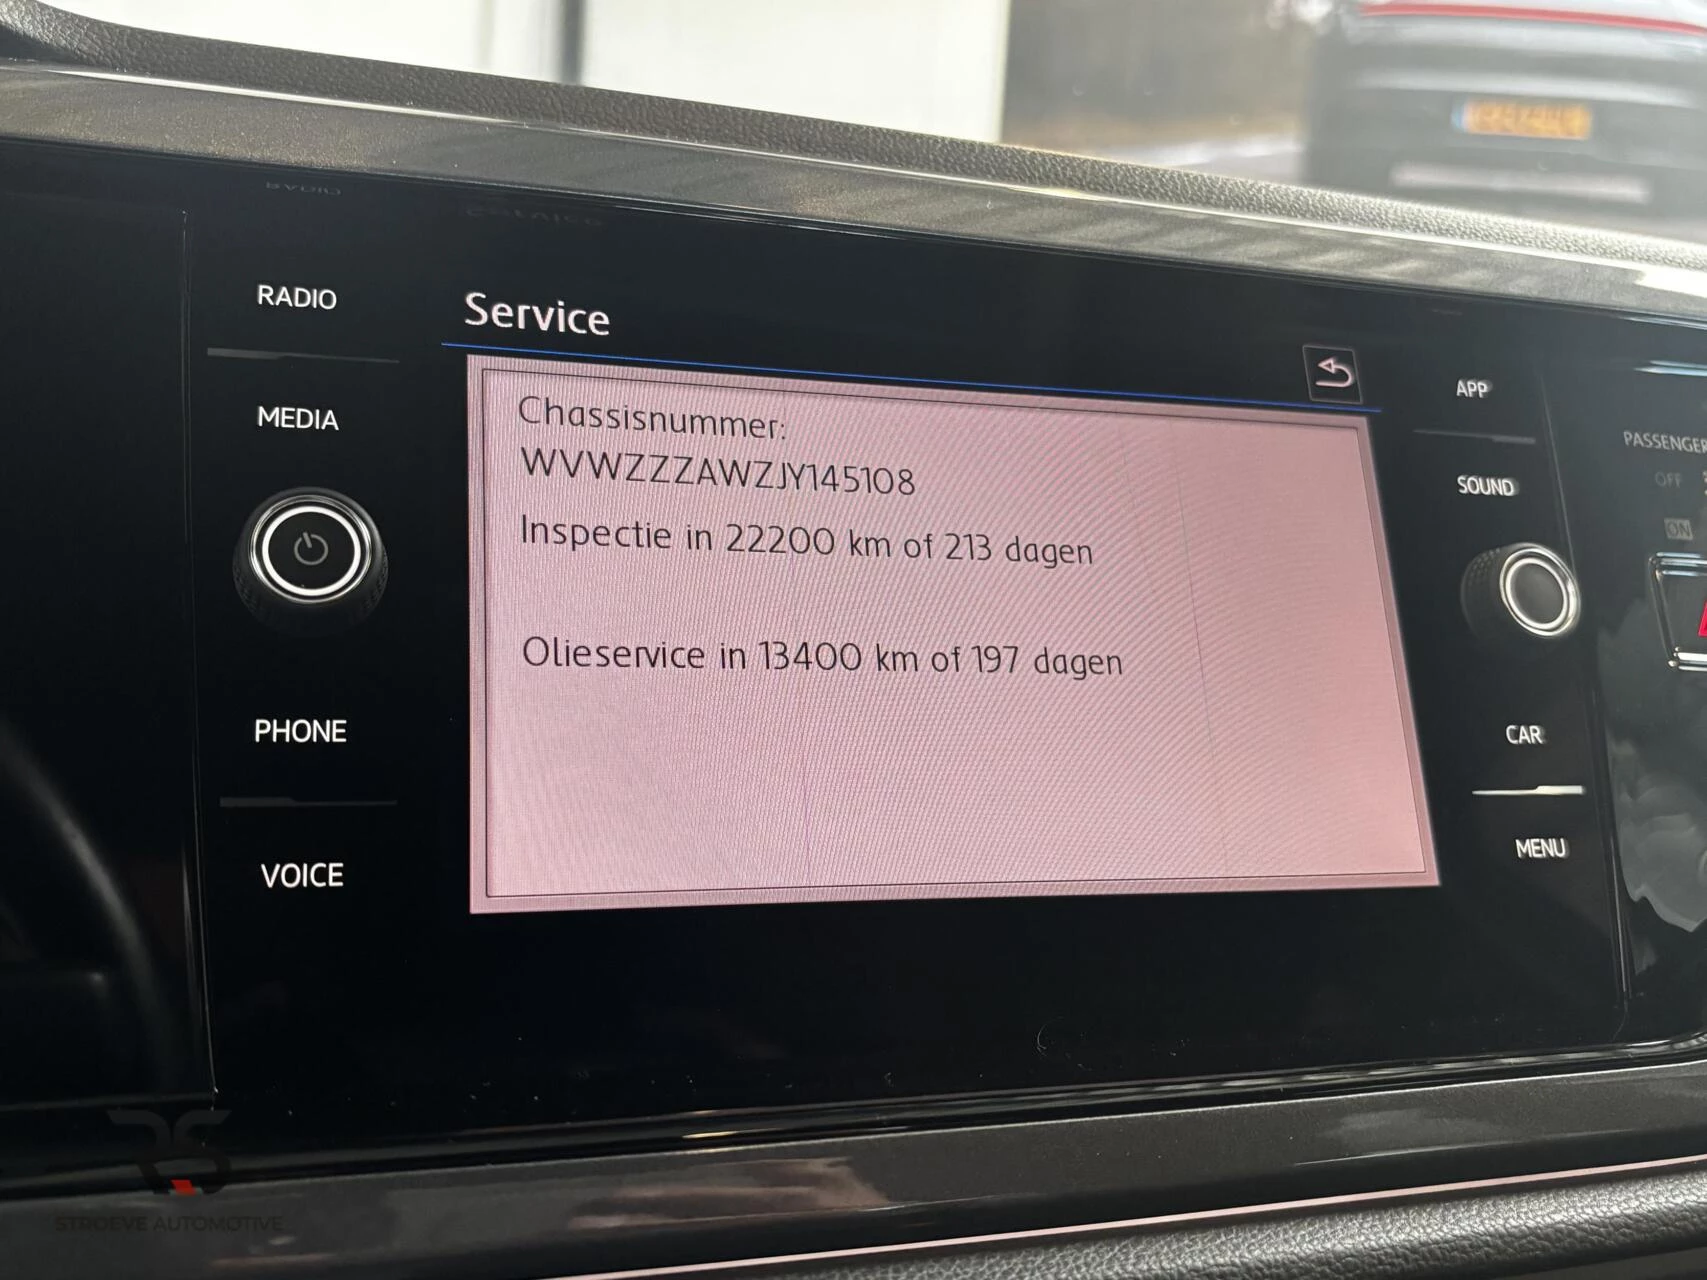 RADIO
MEDIA
PHONE
VOICE
Service
Chassisnummer:
WVWZZZAWZJY145108
Inspectie in 22200 km of 213 dagen
Olieservice in 13400 km of 197 dagen
APP
SOUND
CAR
MENU
PASSENGER
OFF
ON
STROEVE AUTOMOTIVE